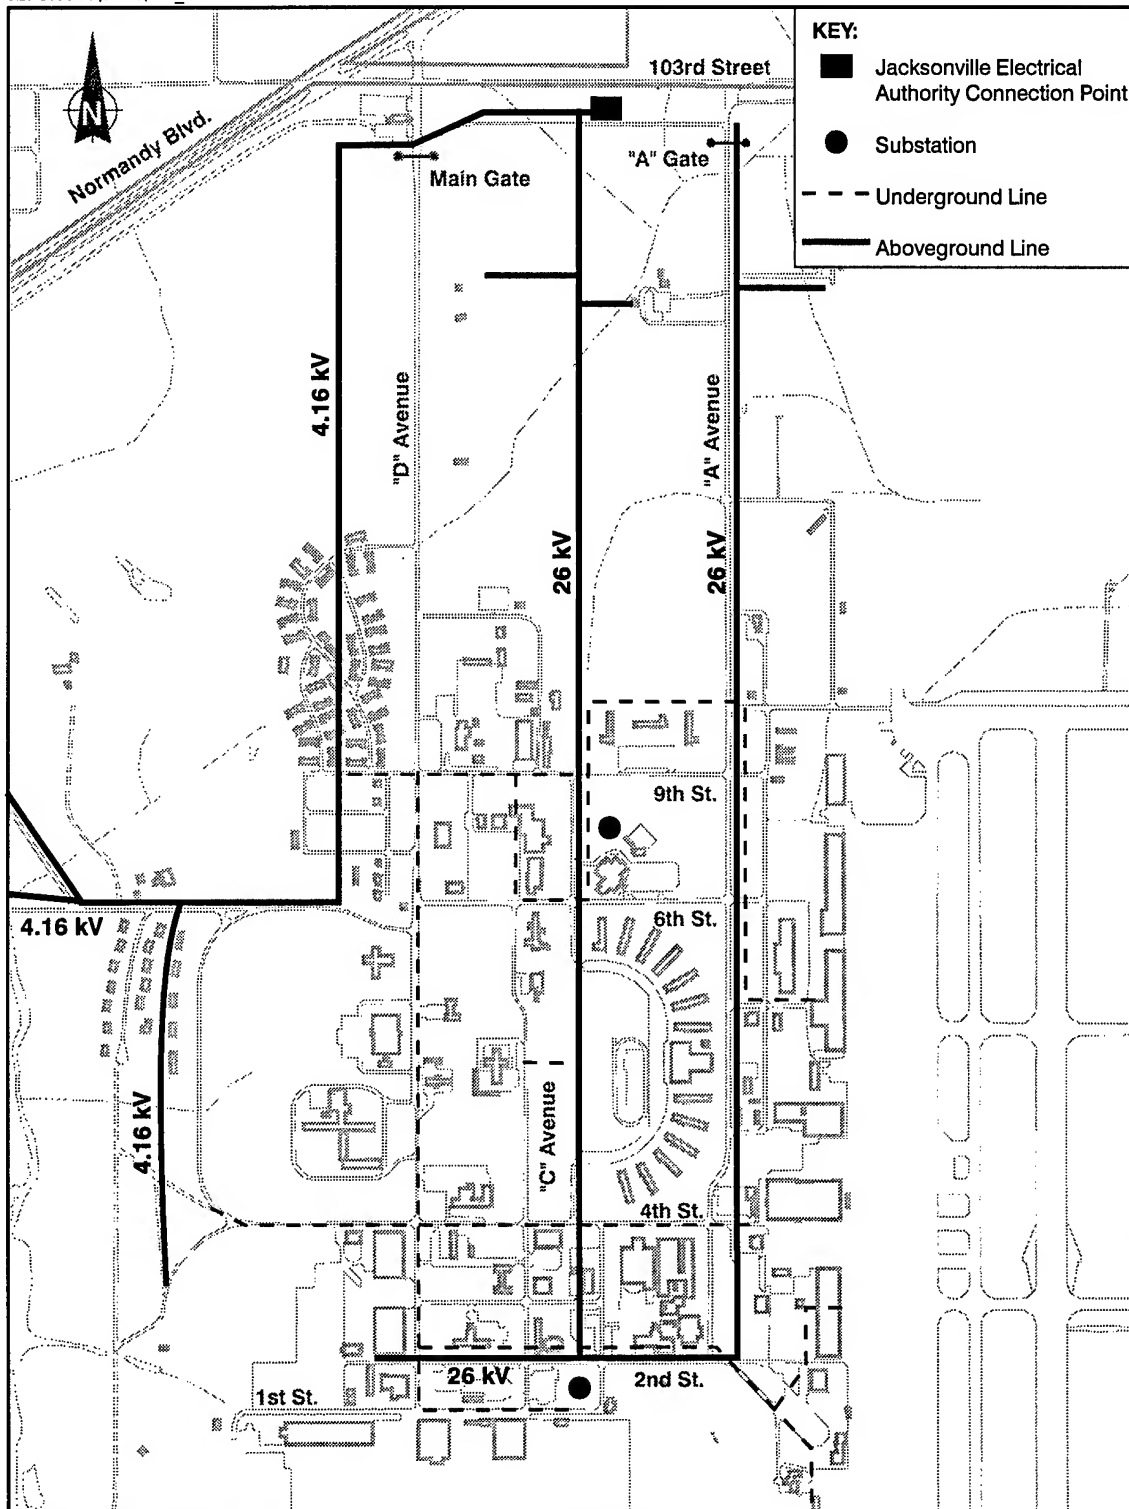 KEY:
Jacksonville Electrical
Authority Connection Point
Substation
Underground Line
Aboveground Line
103rd Street
N
Normandy Blvd.
"A" Gate
Main Gate
4.16 kV
"D" Avenue
"A" Avenue
26 kV
26 kV
9th St.
6th St.
4.16 kV
4.16 kV
"C" Avenue
4th St.
26 kV
2nd St.
1st St.